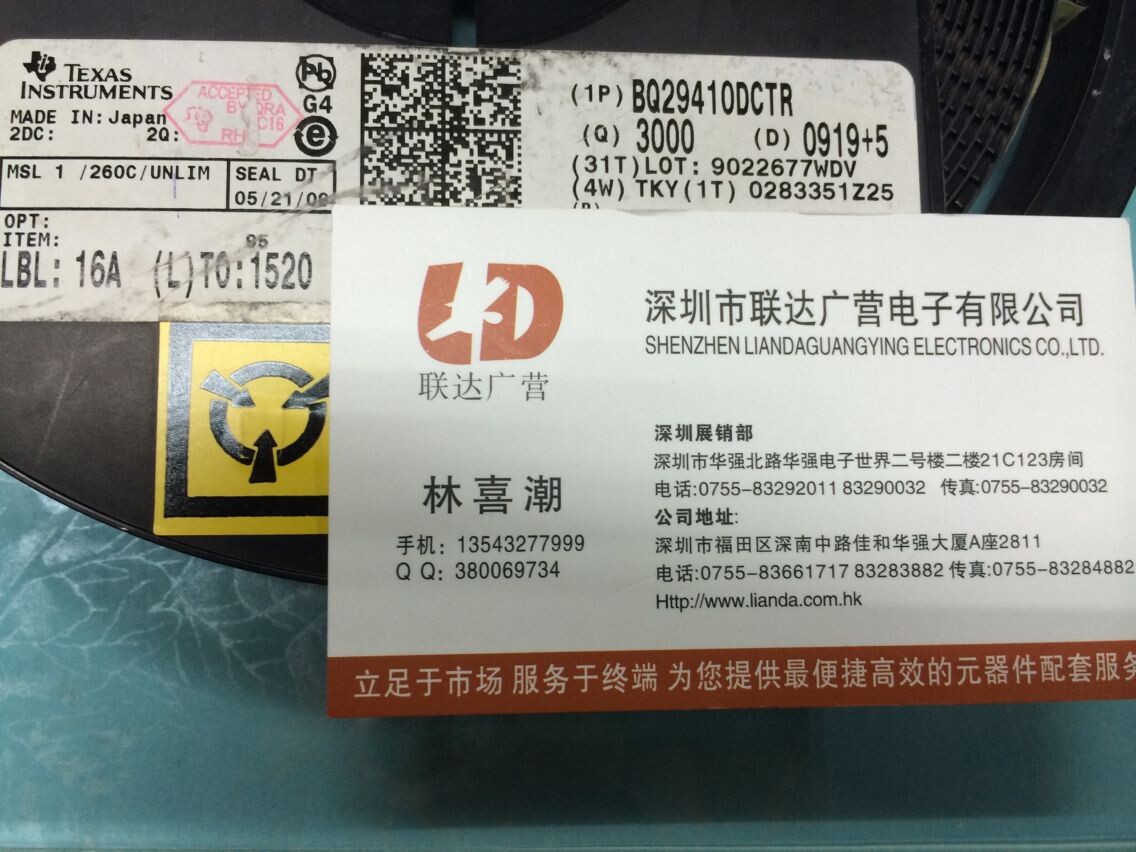 TEXAS
INSTRUMENTS
MADE IN: Japan
2DC: 2Q:
ACCEPTED
BY QRA
C16
RH
Pb
G4
e
MSL 1 /260C/UNLIM
SEAL DT
05/21/09
OPT:
ITEM:
95
LBL: 16A (L)TO:1520
(1P) BQ29410DCTR
(Q) 3000 (D) 0919+5
(31T)LOT: 9022677WDV
(4W) TKY(1T) 0283351Z25
LD
联达广营
深圳市联达广营电子有限公司
SHENZHEN LIANDAGUANGYING ELECTRONICS CO.,LTD.
林喜潮
手机：13543277999
Q Q：380069734
深圳展销部
深圳市华强北路华强电子世界二号楼二楼21C123房间
电话:0755-83292011 83290032 传真:0755-83290032
公司地址:
深圳市福田区深南中路佳和华强大厦A座2811
电话:0755-83661717 83283882 传真:0755-83284882
Http://www.lianda.com.hk
立足于市场 服务于终端 为您提供最便捷高效的元器件配套服务